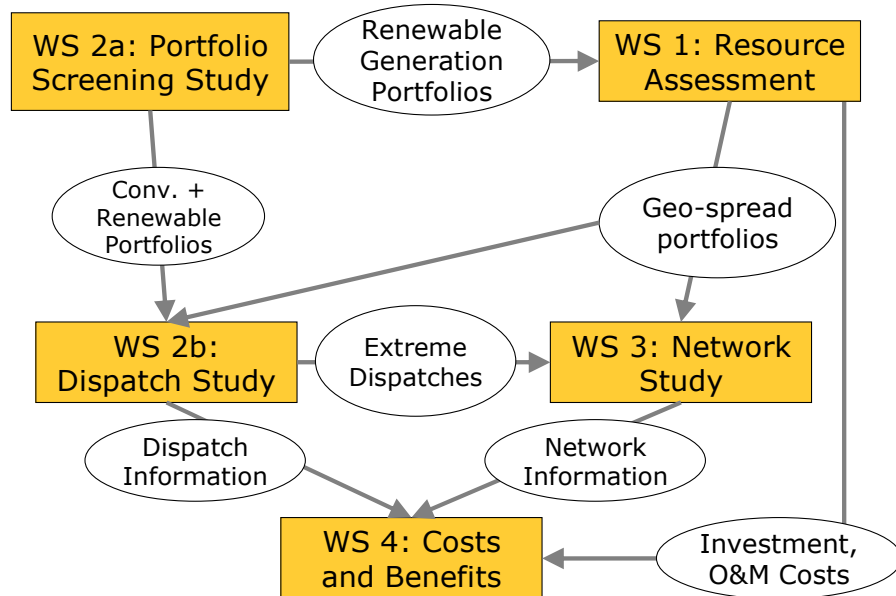 WS 2a: Portfolio
Screening Study
Renewable
Generation
Portfolios
WS 1: Resource
Assessment
Conv. +
Renewable
Portfolios
Geo-spread
portfolios
WS 2b:
Dispatch Study
Extreme
Dispatches
WS 3: Network
Study
Dispatch
Information
Network
Information
WS 4: Costs
and Benefits
Investment,
O&M Costs